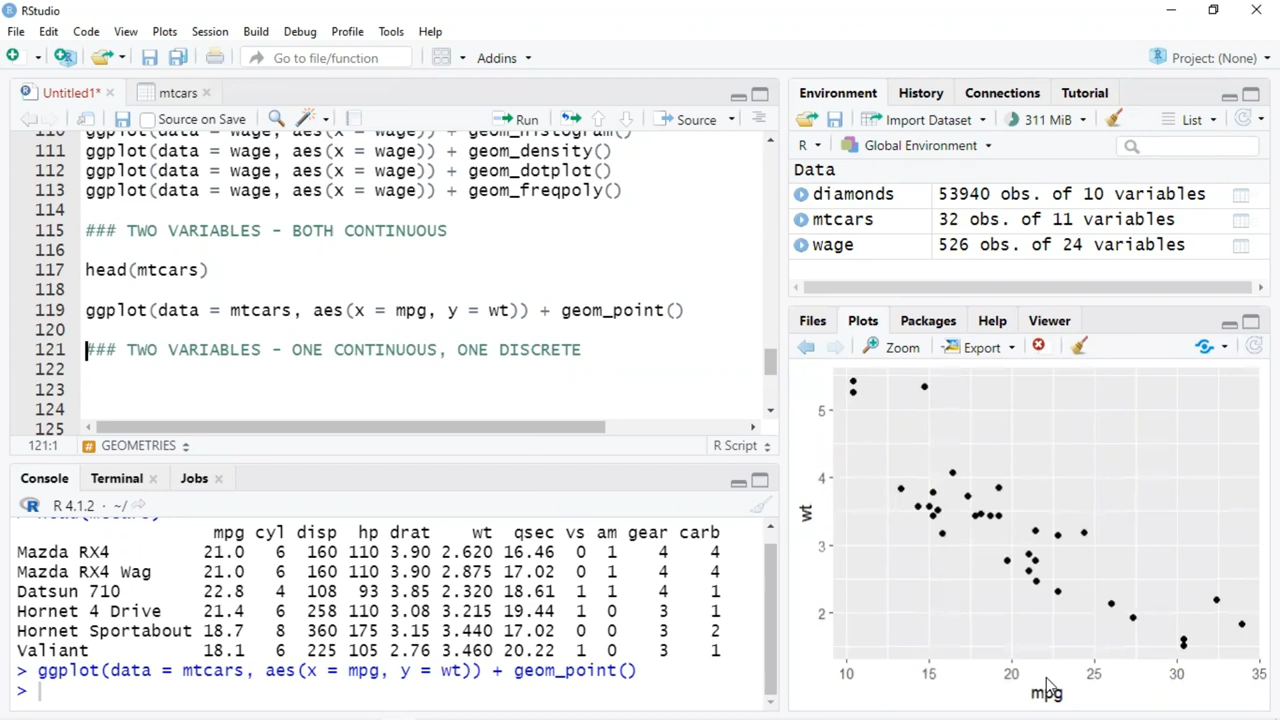 RStudio
File Edit Code View Plots Session Build Debug Profile Tools Help
Go to file/function Addins Project: (None)
Untitled1* mtcars
Source on Save Run Source
110 ggplot(data = wage, aes(x = wage)) + geom_histogram()
111 ggplot(data = wage, aes(x = wage)) + geom_density()
112 ggplot(data = wage, aes(x = wage)) + geom_dotplot()
113 ggplot(data = wage, aes(x = wage)) + geom_freqpoly()
114
115 ### TWO VARIABLES - BOTH CONTINUOUS
116
117 head(mtcars)
118
119 ggplot(data = mtcars, aes(x = mpg, y = wt)) + geom_point()
120
121 ### TWO VARIABLES - ONE CONTINUOUS, ONE DISCRETE
122
123
124
125
121:1 # GEOMETRIES R Script
Console Terminal Jobs
R R 4.1.2 · ~/
> head(mtcars)
mpg cyl disp hp drat wt qsec vs am gear carb
Mazda RX4 21.0 6 160 110 3.90 2.620 16.46 0 1 4 4
Mazda RX4 Wag 21.0 6 160 110 3.90 2.875 17.02 0 1 4 4
Datsun 710 22.8 4 108 93 3.85 2.320 18.61 1 1 4 1
Hornet 4 Drive 21.4 6 258 110 3.08 3.215 19.44 1 0 3 1
Hornet Sportabout 18.7 8 360 175 3.15 3.440 17.02 0 0 3 2
Valiant 18.1 6 225 105 2.76 3.460 20.22 1 0 3 1
> ggplot(data = mtcars, aes(x = mpg, y = wt)) + geom_point()
>
Environment History Connections Tutorial
Import Dataset 311 MiB List
R Global Environment
Data
diamonds 53940 obs. of 10 variables
mtcars 32 obs. of 11 variables
wage 526 obs. of 24 variables
Files Plots Packages Help Viewer
Zoom Export
5
4
3
2
wt
10 15 20 25 30 35
mpg